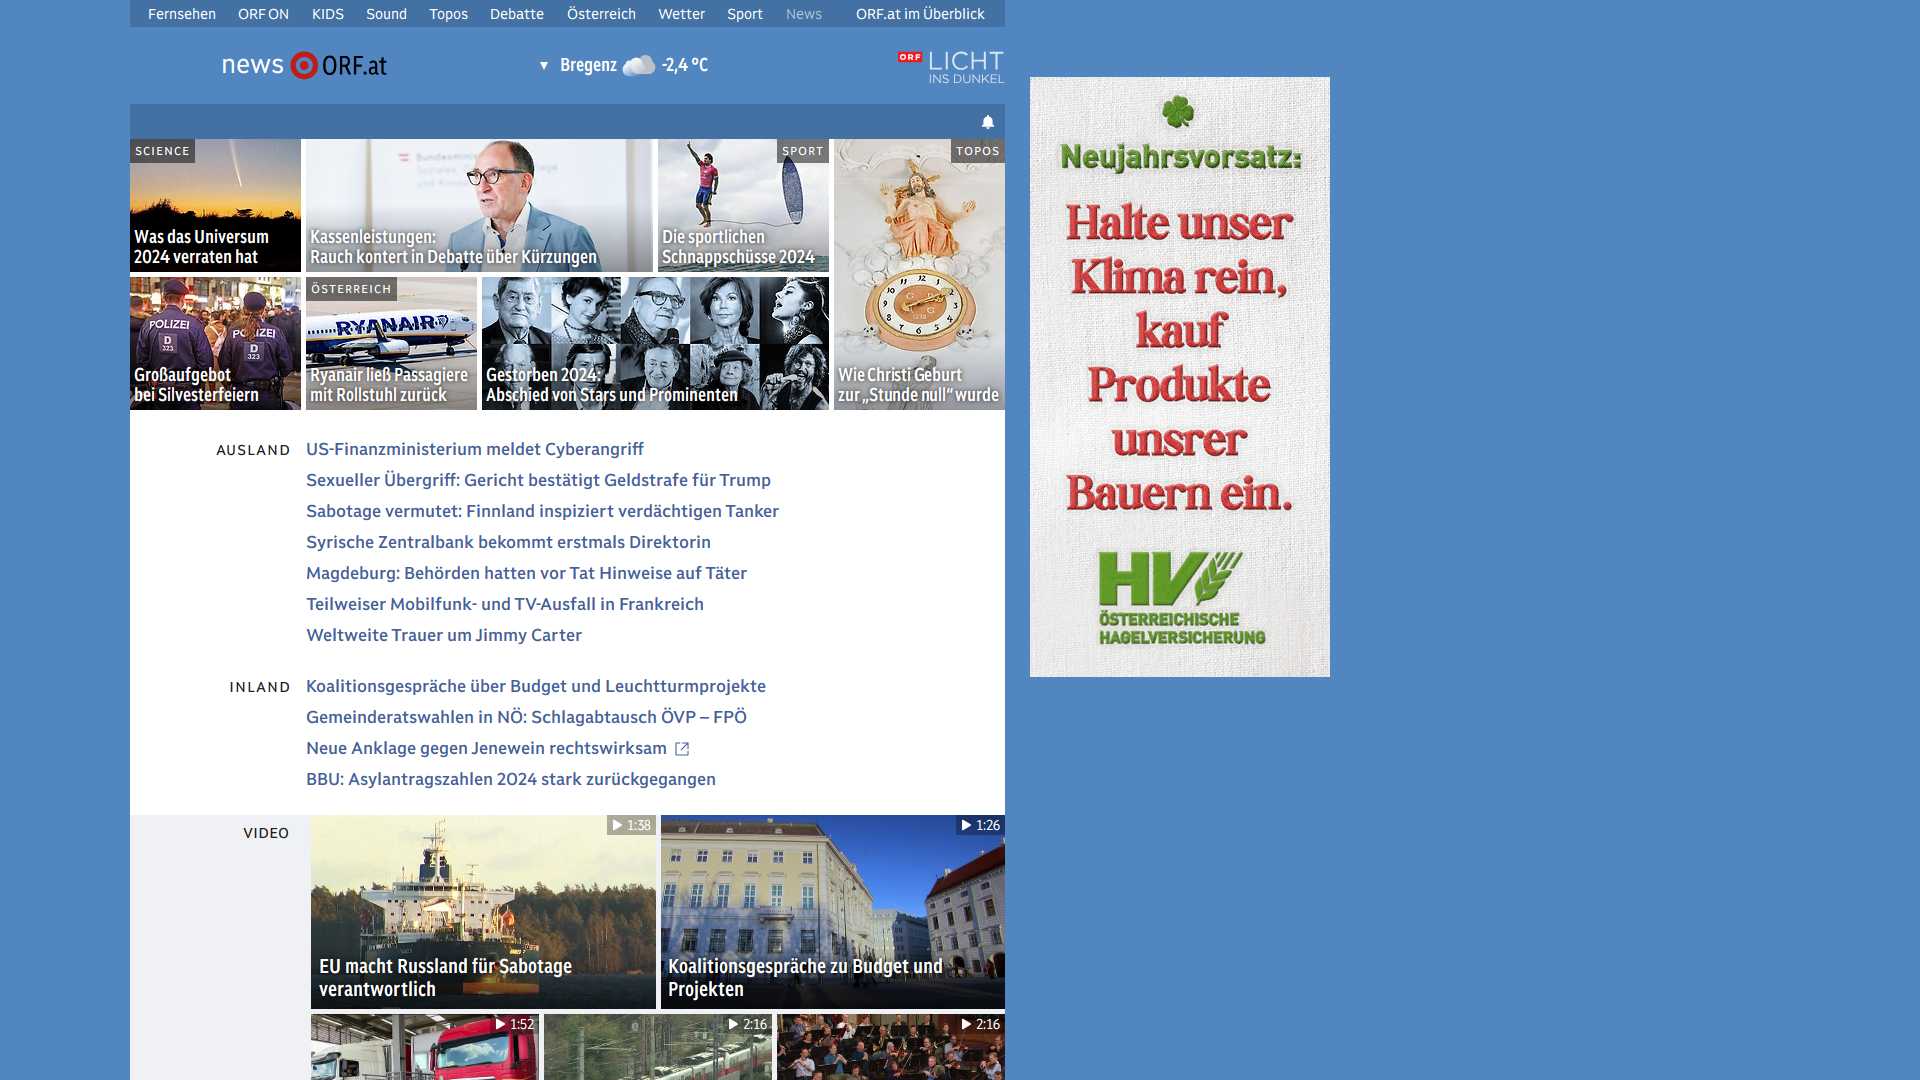 Fernsehen ORF ON KIDS Sound Topos Debatte Österreich Wetter Sport News ORF.at im Überblick
news ORF.at
▼ Bregenz -2,4 °C
ORF LICHT
INS DUNKEL
SCIENCE
Was das Universum
2024 verraten hat
Kassenleistungen:
Rauch kontert in Debatte über Kürzungen
SPORT
Die sportlichen
Schnappschüsse 2024
TOPOS
Wie Christi Geburt
zur „Stunde null“ wurde
POLIZEI
D
323
POLIZEI
D
323
Großaufgebot
bei Silvesterfeiern
ÖSTERREICH
RYANAIR
Ryanair ließ Passagiere
mit Rollstuhl zurück
Gestorben 2024:
Abschied von Stars und Prominenten
AUSLAND
US-Finanzministerium meldet Cyberangriff
Sexueller Übergriff: Gericht bestätigt Geldstrafe für Trump
Sabotage vermutet: Finnland inspiziert verdächtigen Tanker
Syrische Zentralbank bekommt erstmals Direktorin
Magdeburg: Behörden hatten vor Tat Hinweise auf Täter
Teilweiser Mobilfunk- und TV-Ausfall in Frankreich
Weltweite Trauer um Jimmy Carter
INLAND
Koalitionsgespräche über Budget und Leuchtturmprojekte
Gemeinderatswahlen in NÖ: Schlagabtausch ÖVP – FPÖ
Neue Anklage gegen Jenewein rechtswirksam
BBU: Asylantragszahlen 2024 stark zurückgegangen
VIDEO
1:38
EU macht Russland für Sabotage
verantwortlich
1:26
Koalitionsgespräche zu Budget und
Projekten
1:52
2:16
2:16
Neujahrsvorsatz:
Halte unser
Klima rein,
kauf
Produkte
unsrer
Bauern ein.
HV
ÖSTERREICHISCHE
HAGELVERSICHERUNG